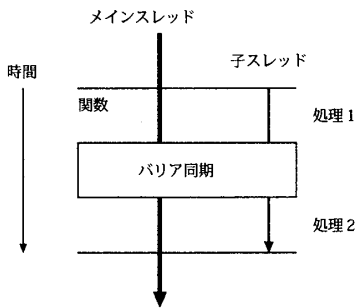 メインスレッド
子スレッド
時間
関数
処理1
バリア同期
処理2